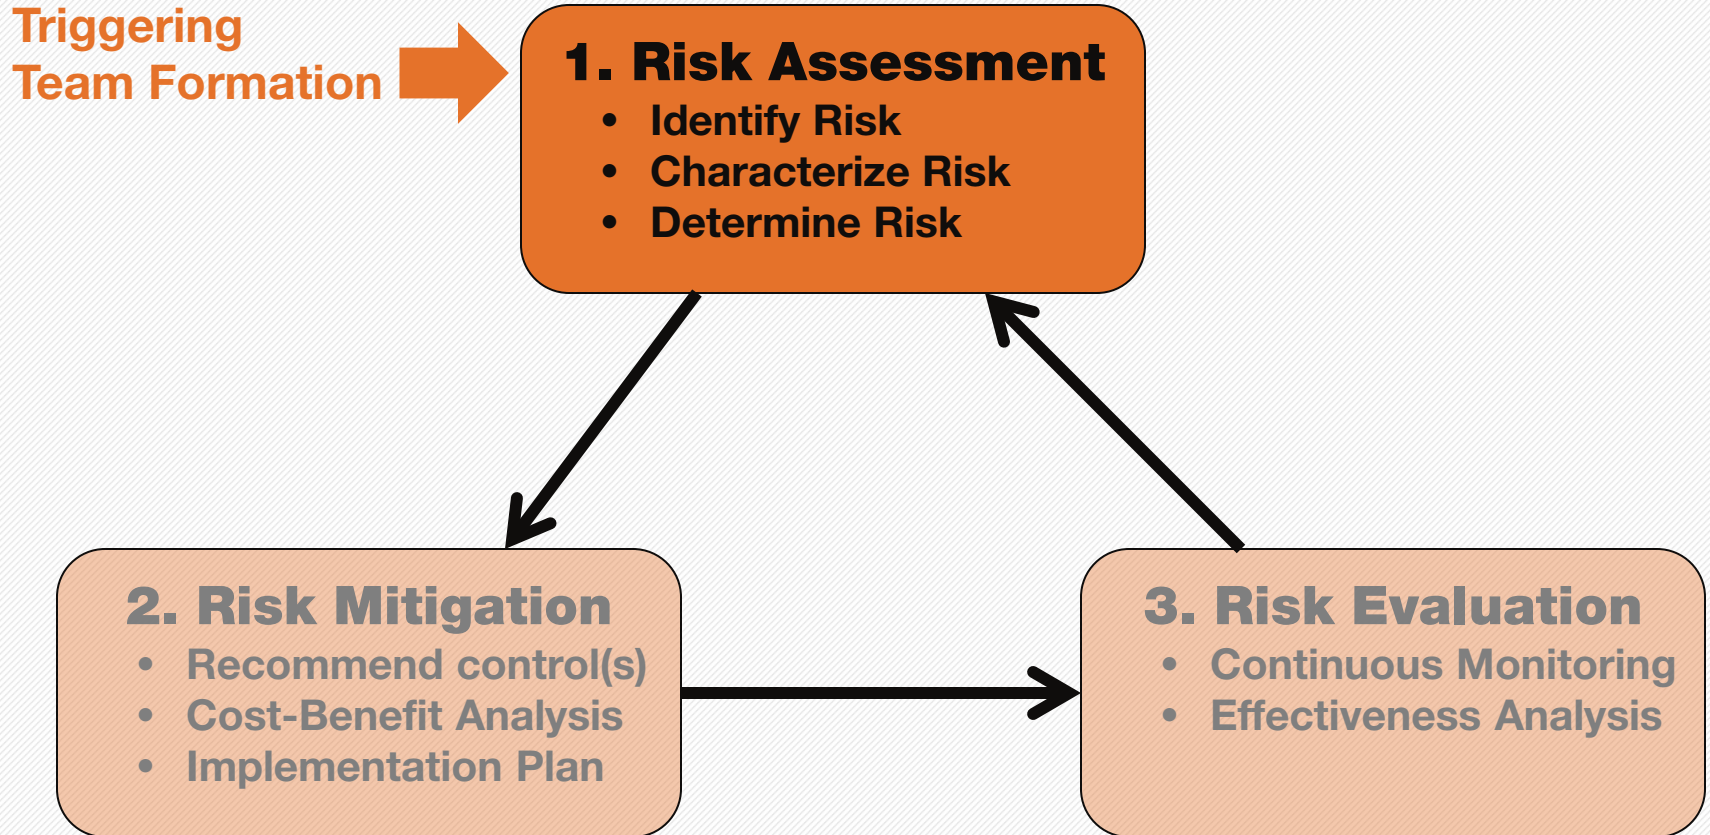 Triggering
Team Formation
1. Risk Assessment
• Identify Risk
• Characterize Risk
• Determine Risk
2. Risk Mitigation
• Recommend control(s)
• Cost-Benefit Analysis
• Implementation Plan
3. Risk Evaluation
• Continuous Monitoring
• Effectiveness Analysis